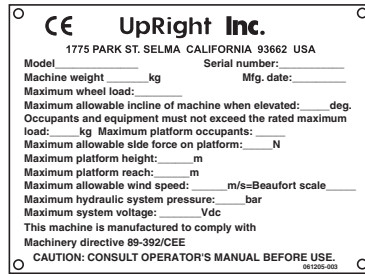 CE UpRight Inc.
1775 PARK ST. SELMA CALIFORNIA 93662 USA
Model______________ Serial number:____________
Machine weight _______kg Mfg. date:_________
Maximum wheel load:________
Maximum allowable incline of machine when elevated:_____deg.
Occupants and equipment must not exceed the rated maximum
load:_____kg Maximum platform occupants: _____
Maximum allowable sIde force on platform:_____N
Maximum platform height:______m
Maximum platform reach:______m
Maximum allowable wind speed: ______m/s=Beaufort scale_____
Maximum hydraulic system pressure:_____bar
Maximum system voltage: _______Vdc
This machine is manufactured to comply with
Machinery directive 89-392/CEE
CAUTION: CONSULT OPERATOR'S MANUAL BEFORE USE.
061205-003